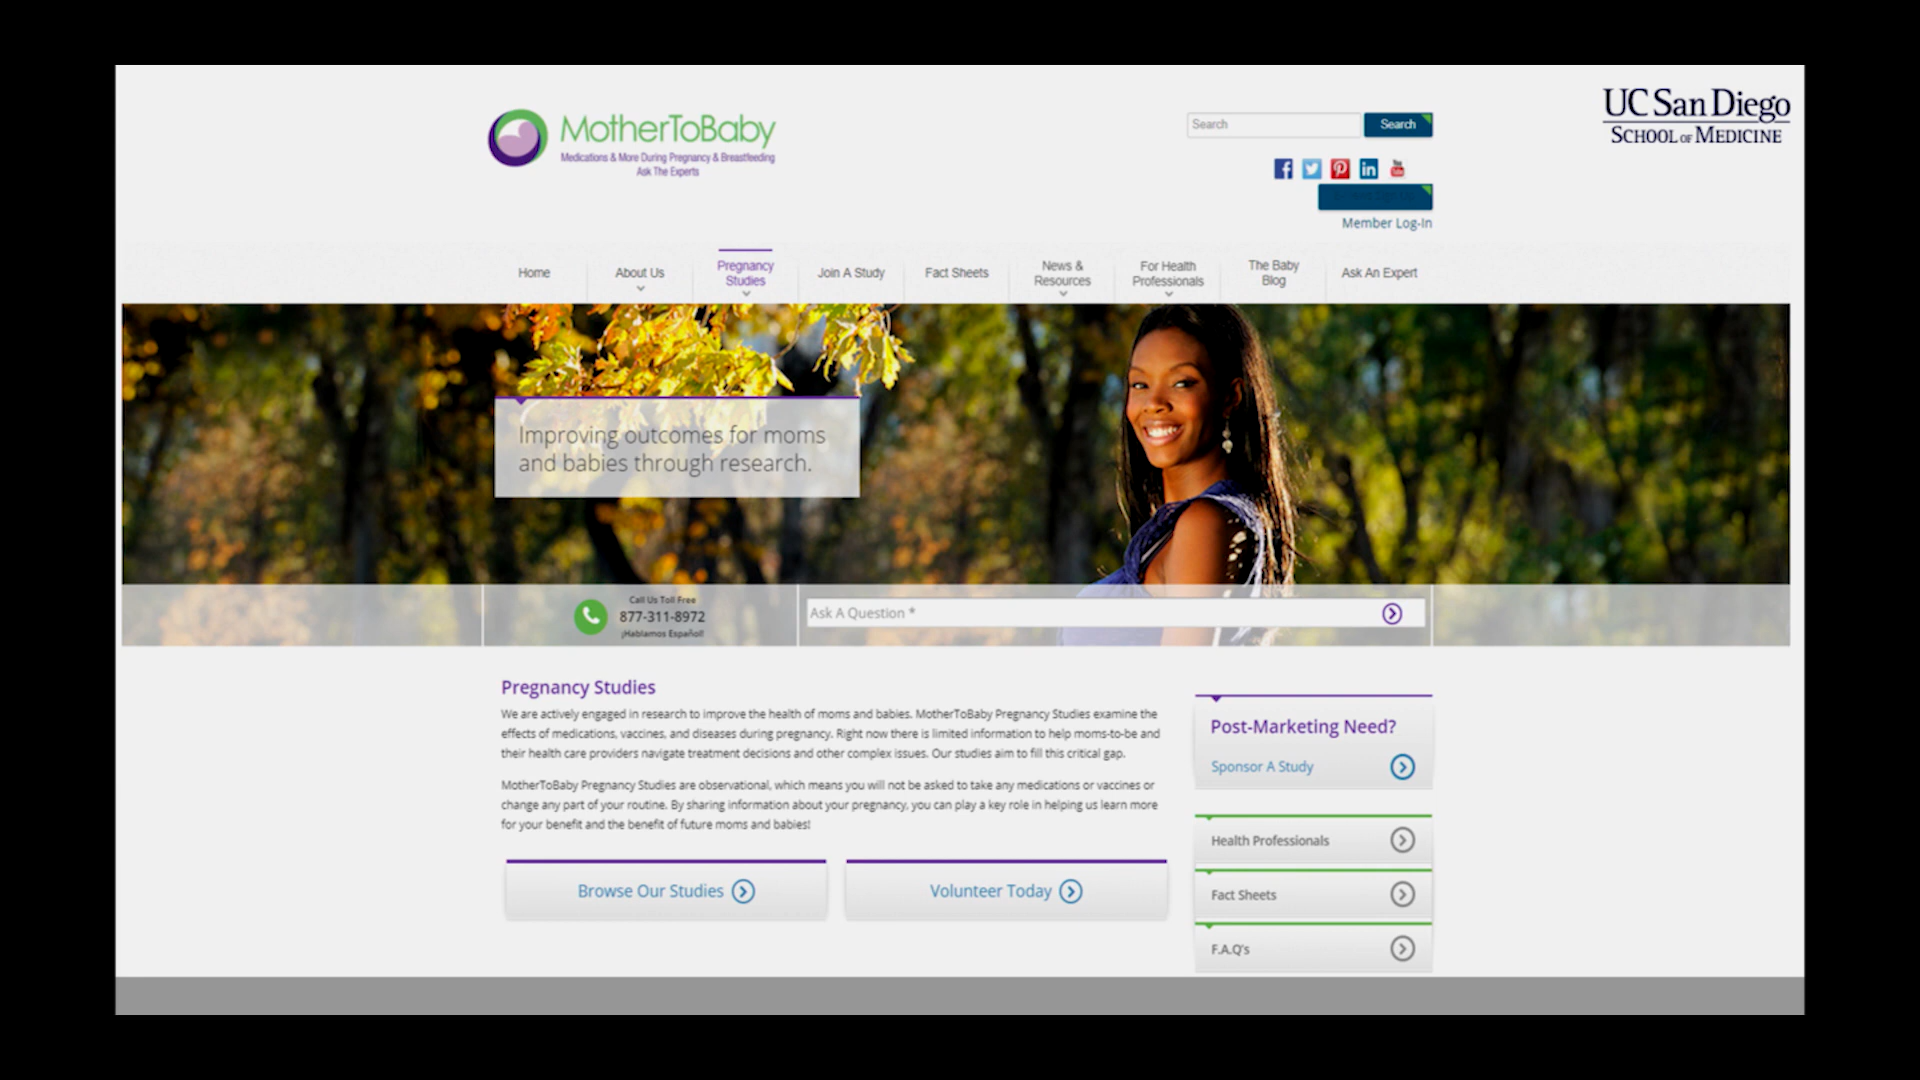 UC San Diego
SCHOOL OF MEDICINE
MotherToBaby
Medications & More During Pregnancy & Breastfeeding
Ask The Experts
Search
Search
Member Log-In
Home
About Us
Pregnancy
Studies
Join A Study
Fact Sheets
News &
Resources
For Health
Professionals
The Baby
Blog
Ask An Expert
Improving outcomes for moms
and babies through research.
Call Us Toll Free
877-311-8972
¡Hablamos Español!
Ask A Question *
Pregnancy Studies
We are actively engaged in research to improve the health of moms and babies. MotherToBaby Pregnancy Studies examine the
effects of medications, vaccines, and diseases during pregnancy. Right now there is limited information to help moms-to-be and
their health care providers navigate treatment decisions and other complex issues. Our studies aim to fill this critical gap.
MotherToBaby Pregnancy Studies are observational, which means you will not be asked to take any medications or vaccines or
change any part of your routine. By sharing information about your pregnancy, you can play a key role in helping us learn more
for your benefit and the benefit of future moms and babies!
Browse Our Studies
Volunteer Today
Post-Marketing Need?
Sponsor A Study
Health Professionals
Fact Sheets
F.A.Q's